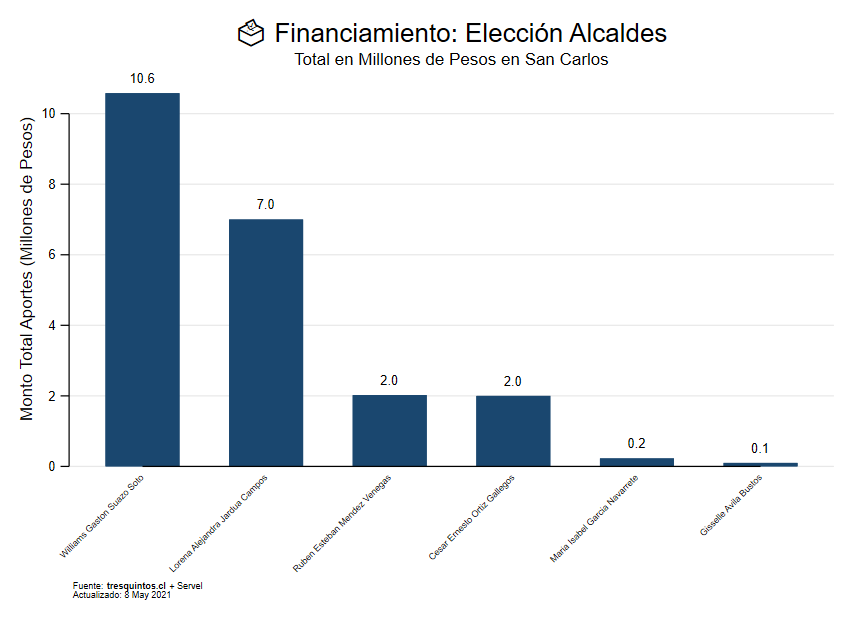 Financiamiento: Elección Alcaldes
Total en Millones de Pesos en San Carlos
Monto Total Aportes (Millones de Pesos)
10
8
6
4
2
0
10.6
7.0
2.0
2.0
0.2
0.1
Williams Gaston Suazo Soto
Lorena Alejandra Jardua Campos
Ruben Esteban Mendez Venegas
Cesar Ernesto Ortiz Gallegos
Maria Isabel Garcia Navarrete
Gisselle Avila Bustos
Fuente: tresquintos.cl + Servel
Actualizado: 8 May 2021